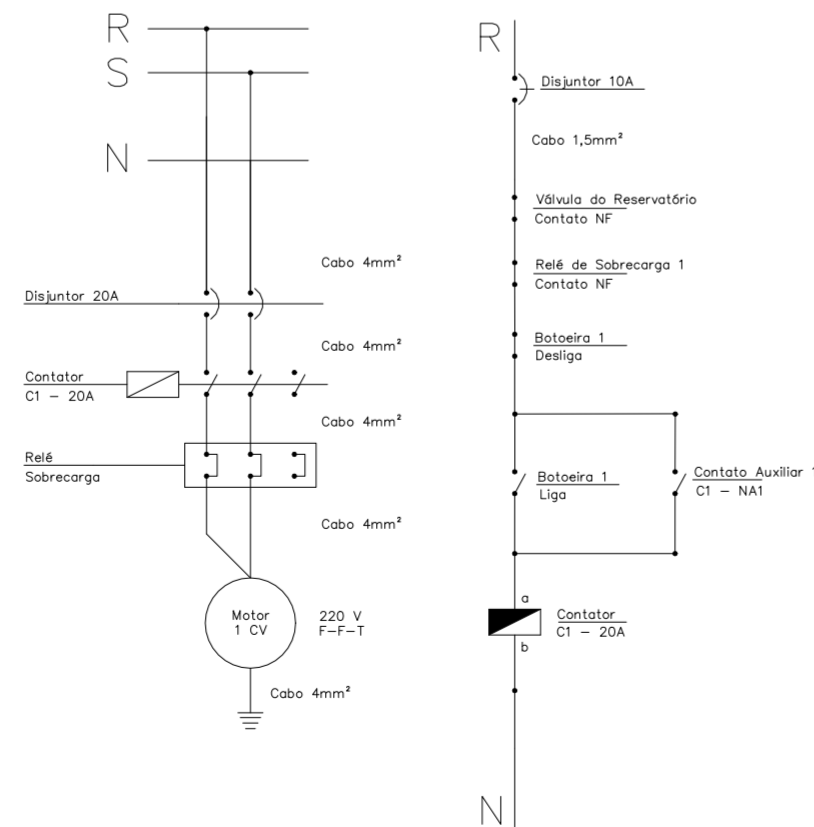 R
S
N
Cabo 4mm²
Disjuntor 20A
Cabo 4mm²
Contator
C1 - 20A
Cabo 4mm²
Relé
Sobrecarga
Cabo 4mm²
Motor
1 CV
220 V
F-F-T
Cabo 4mm²
R
Disjuntor 10A
Cabo 1,5mm²
Válvula do Reservatório
Contato NF
Relé de Sobrecarga 1
Contato NF
Botoeira 1
Desliga
Botoeira 1
Liga
Contato Auxiliar 1
C1 - NA1
a
Contator
C1 - 20A
b
N